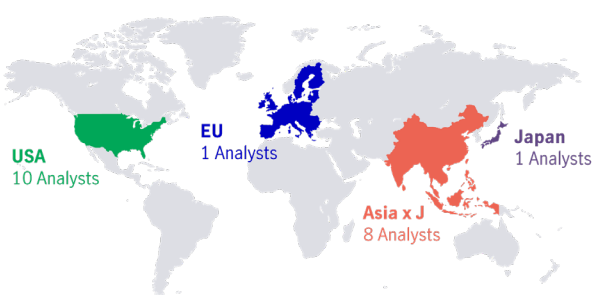 USA
10 Analysts
EU
1 Analysts
Asia x J
8 Analysts
Japan
1 Analysts